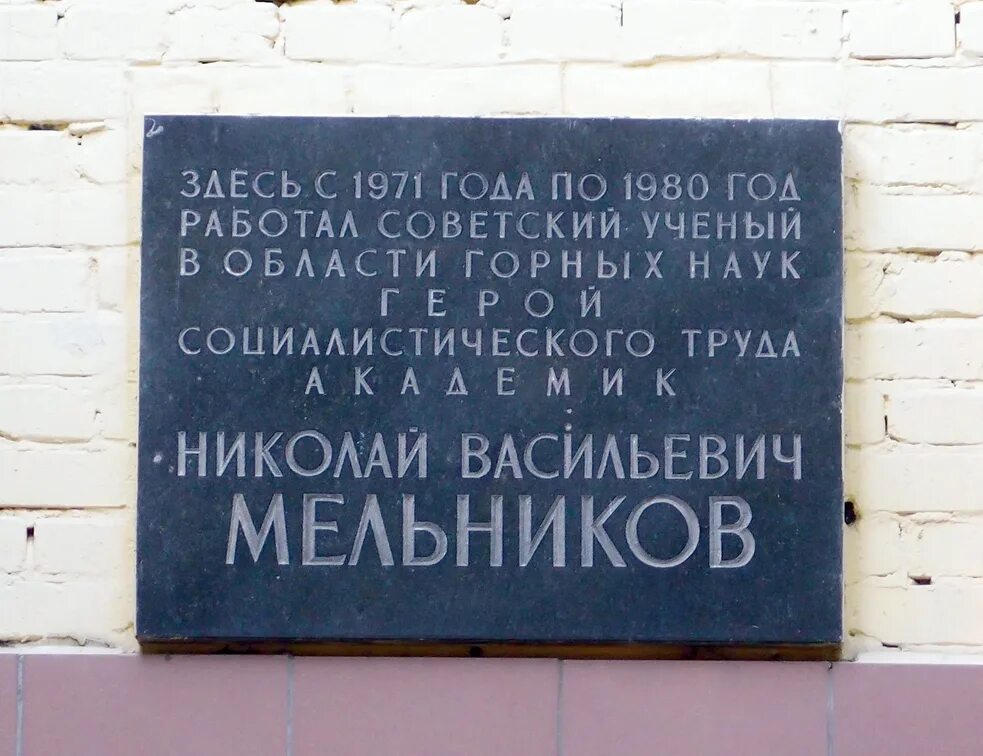 ЗДЕСЬ С 1971 ГОДА ПО 1980 ГОД
РАБОТАЛ СОВЕТСКИЙ УЧЕНЫЙ
В ОБЛАСТИ ГОРНЫХ НАУК
ГЕРОЙ
СОЦИАЛИСТИЧЕСКОГО ТРУДА
АКАДЕМИК
НИКОЛАЙ ВАСИЛЬЕВИЧ
МЕЛЬНИКОВ